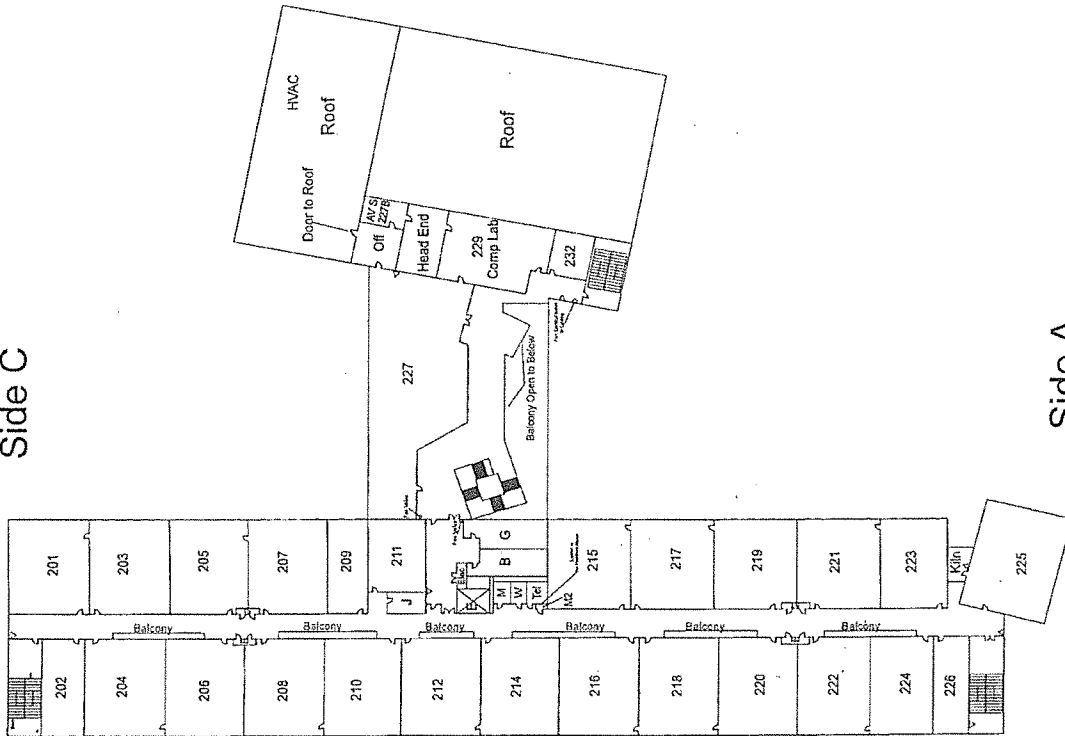 Side C
Side A
HVAC
Roof
Door to Roof
Roof
AV S
227B
Off
Head End
229
Comp Lab
232
227
Balcony Open to Below
201
203
205
207
209
211
J
Elec
E
G
B
M
W
Tel
M2
215
217
219
221
223
Kiln
225
Balcony
Balcony
Balcony
Balcony
Balcony
Balcony
202
204
206
208
210
212
214
216
218
220
222
224
226